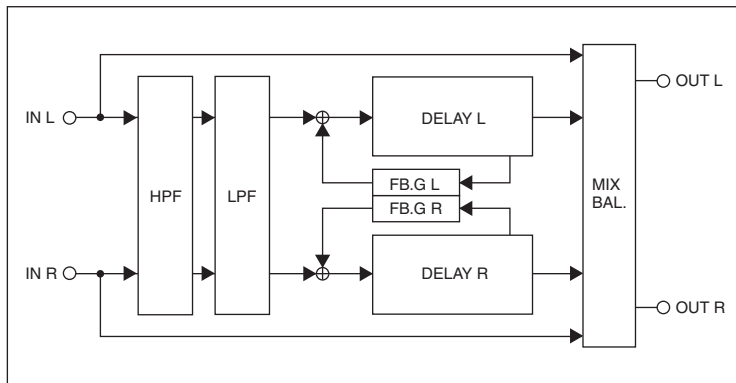 IN L
DELAY L
OUT L
HPF
LPF
FB.G L
FB.G R
MIX
BAL.
IN R
DELAY R
OUT R